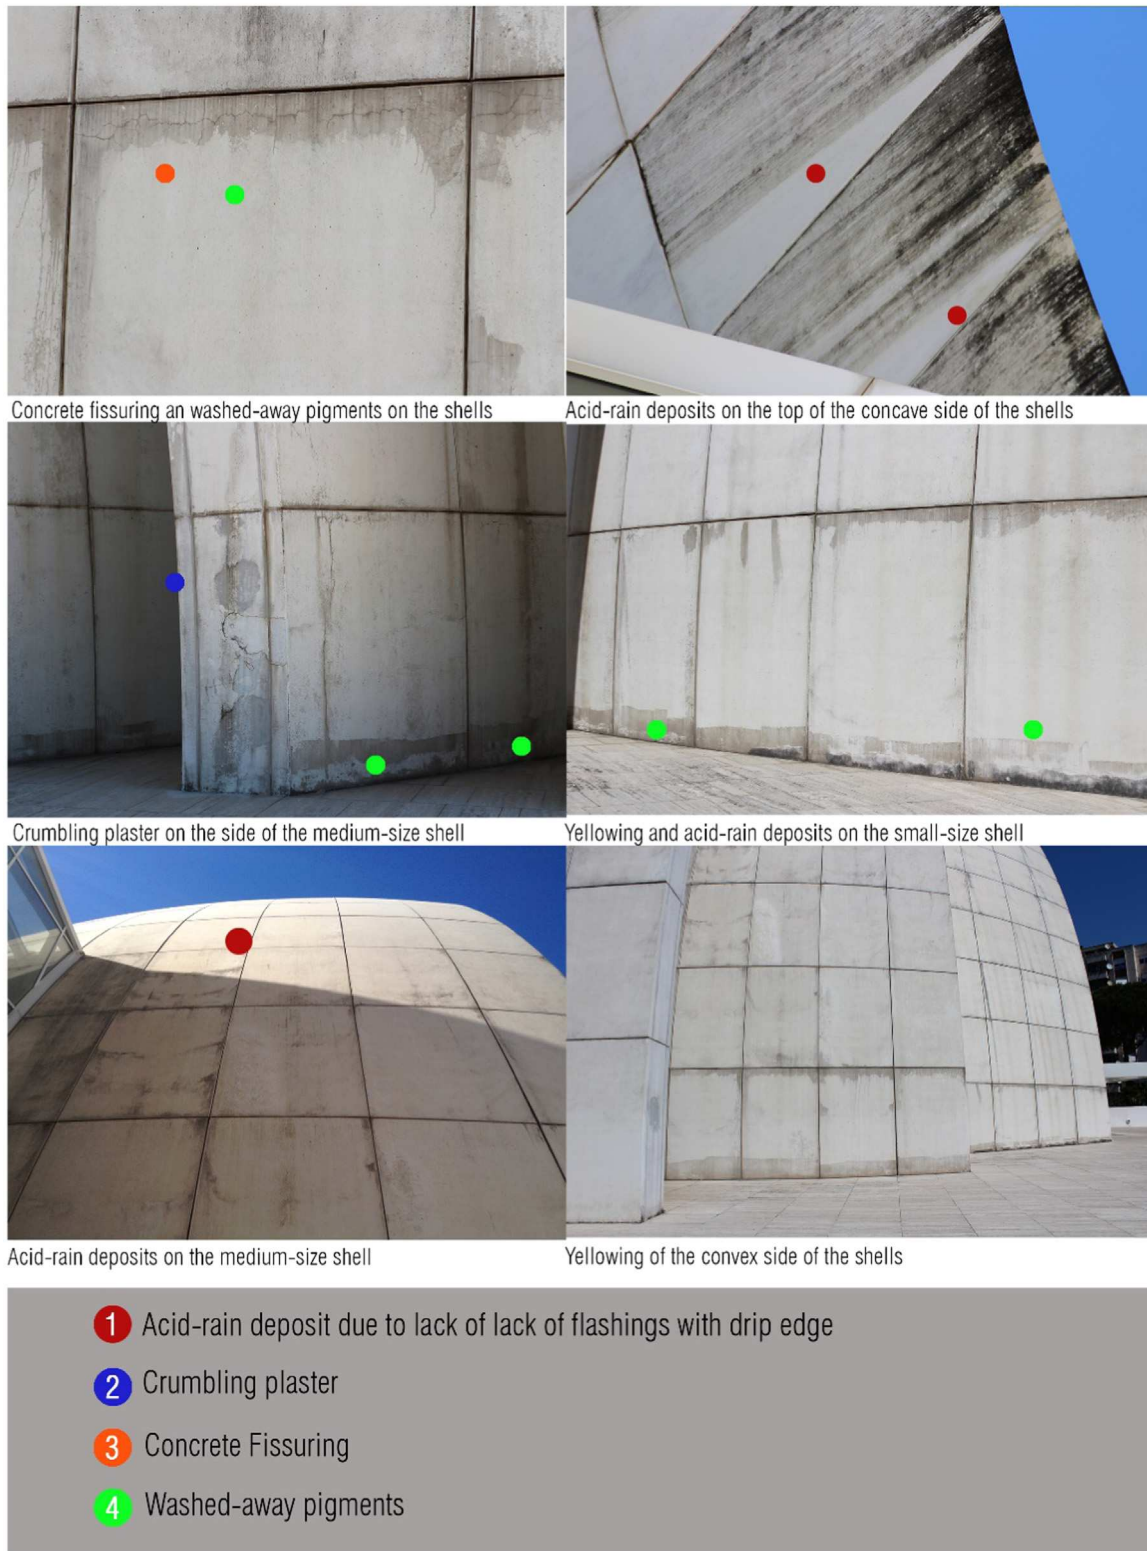 Concrete fissuring an washed-away pigments on the shells
Acid-rain deposits on the top of the concave side of the shells
Crumbling plaster on the side of the medium-size shell
Yellowing and acid-rain deposits on the small-size shell
Acid-rain deposits on the medium-size shell
Yellowing of the convex side of the shells
1 Acid-rain deposit due to lack of lack of flashings with drip edge
2 Crumbling plaster
3 Concrete Fissuring
4 Washed-away pigments